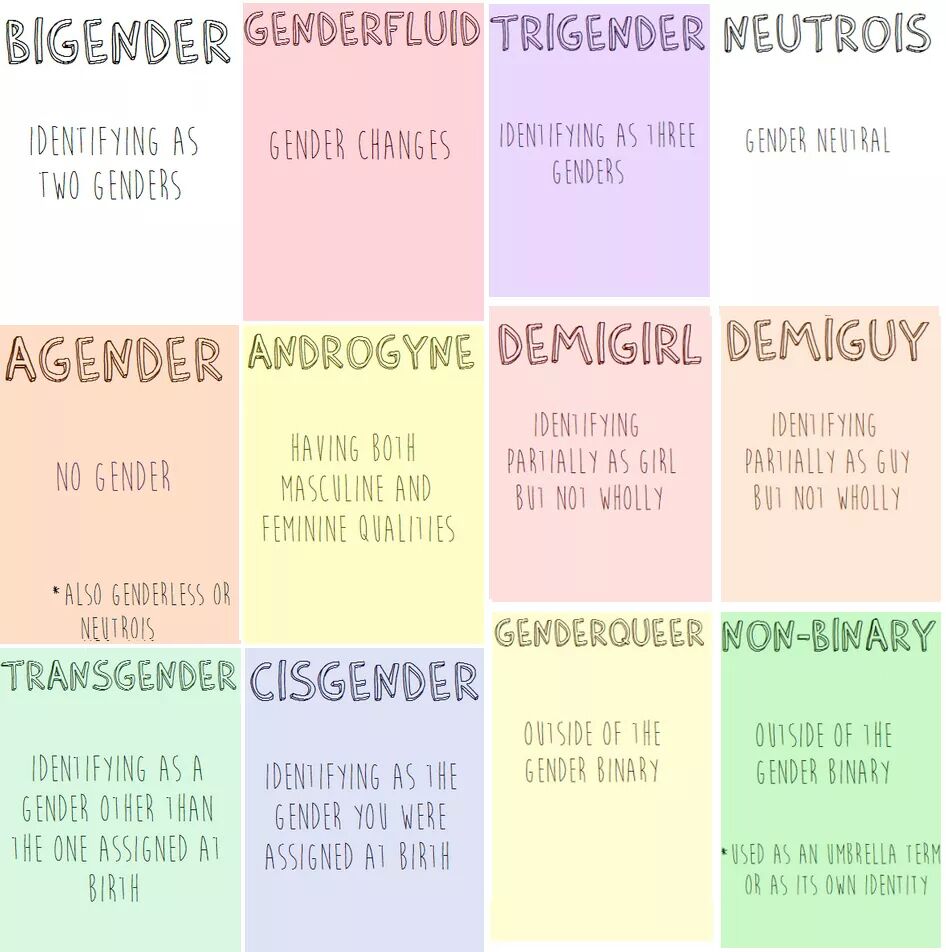 BIGENDER
IDENTIFYING AS
TWO GENDERS
GENDERFLUID
GENDER CHANGES
TRIGENDER
IDENTIFYING AS THREE
GENDERS
NEUTROIS
GENDER NEUTRAL
AGENDER
NO GENDER
*ALSO GENDERLESS OR
NEUTROIS
ANDROGYNE
HAVING BOTH
MASCULINE AND
FEMININE QUALITIES
DEMIGIRL
IDENTIFYING
PARTIALLY AS GIRL
BUT NOT WHOLLY
DEMIGUY
IDENTIFYING
PARTIALLY AS GUY
BUT NOT WHOLLY
TRANSGENDER
IDENTIFYING AS A
GENDER OTHER THAN
THE ONE ASSIGNED AT
BIRTH
CISGENDER
IDENTIFYING AS THE
GENDER YOU WERE
ASSIGNED AT BIRTH
GENDERQUEER
OUTSIDE OF THE
GENDER BINARY
NON-BINARY
OUTSIDE OF THE
GENDER BINARY
*USED AS AN UMBRELLA TERM
OR AS ITS OWN IDENTITY